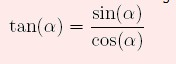 tan(α) = sin(α)/cos(α)